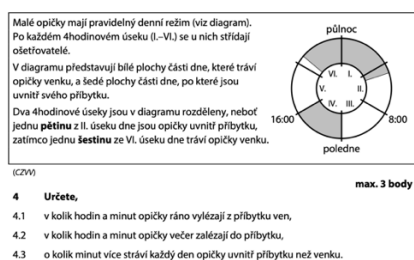 Malé opičky mají pravidelný denní režim (viz diagram).
Po každém 4hodinovém úseku (I.–VI.) se u nich střídají
ošetřovatelé.
V diagramu představují bílé plochy části dne, které tráví
opičky venku, a šedé plochy části dne, po které jsou
uvnitř svého příbytku.
Dva 4hodinové úseky jsou v diagramu rozděleny, neboť
jednu pětinu z II. úseku dne jsou opičky uvnitř příbytku,
zatímco jednu šestinu ze VI. úseku dne tráví opičky venku.
půlnoc
VI. I.
V. II.
IV. III.
16:00 8:00
poledne
(CZVV)
max. 3 body
4 Určete,
4.1 v kolik hodin a minut opičky ráno vylézají z příbytku ven,
4.2 v kolik hodin a minut opičky večer zalézají do příbytku,
4.3 o kolik minut více stráví každý den opičky uvnitř příbytku než venku.